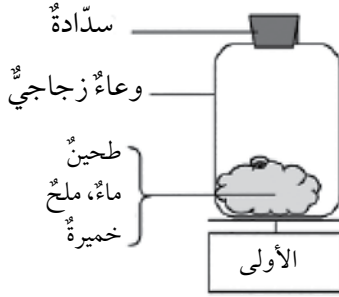 سدّادةٌ
وعاءٌ زجاجيٌّ
طحينٌ
ماءٌ، ملحٌ
خميرةٌ
الأولى